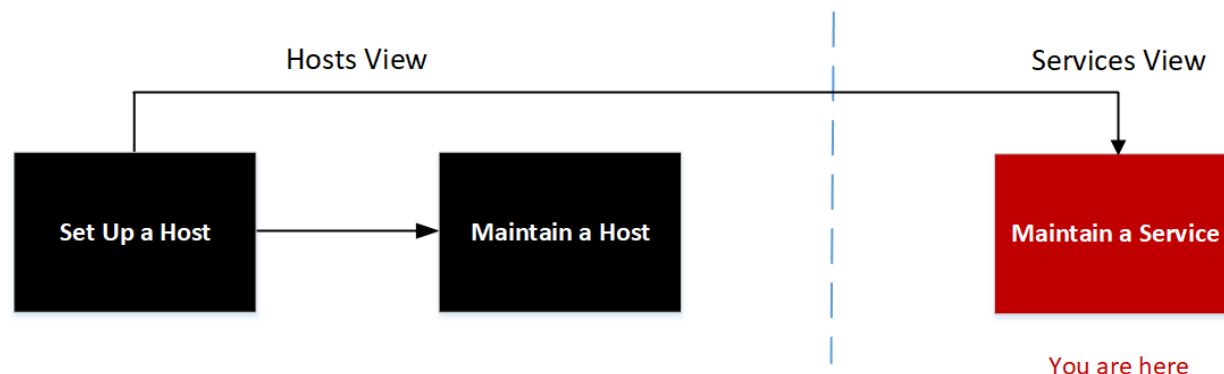 Hosts View
Services View
Set Up a Host
Maintain a Host
Maintain a Service
You are here